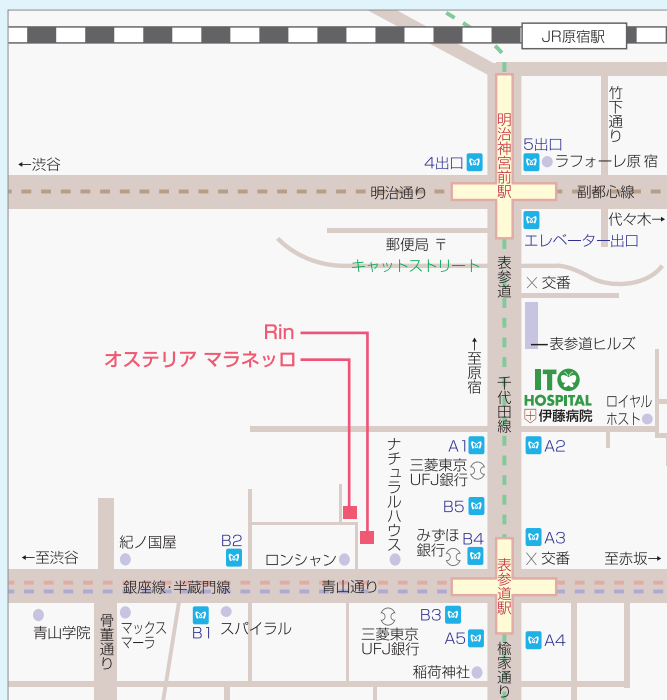 JR原宿駅
竹下通り
明治神宮前駅
5出口
4出口
ラフォーレ原宿
←渋谷
明治通り
副都心線
代々木→
エレベーター出口
郵便局 〒
キャットストリート
表参道
交番
Rin
オステリア マラネッロ
↑至原宿
表参道ヒルズ
千代田線
ITO
HOSPITAL
伊藤病院
ロイヤル
ホスト
A1
A2
ナチュラルハウス
三菱東京
UFJ銀行
B5
みずほ
銀行
B4
A3
紀ノ国屋
B2
ロンシャン
←至渋谷
交番
至赤坂→
表参道駅
銀座線・半蔵門線
青山通り
青山学院
骨董通り
マックス
マーラ
B1
スパイラル
三菱東京
UFJ銀行
B3
A5
A4
稲荷神社
楡家通り